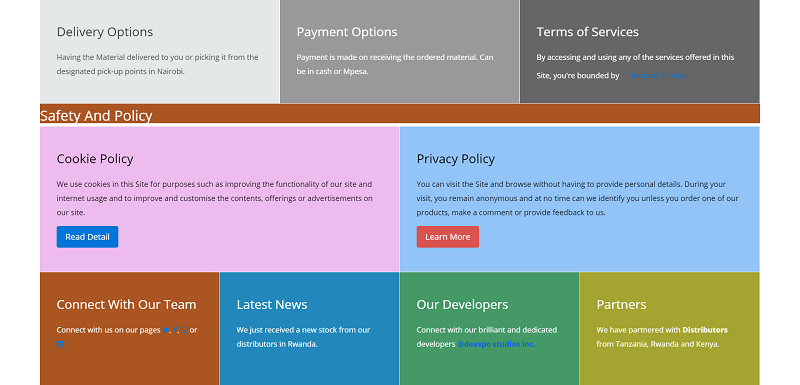 Delivery Options
Having the Material delivered to you or picking it from the
designated pick-up points in Nairobi.
Payment Options
Payment is made on receiving the ordered material. Can
be in cash or Mpesa.
Terms of Services
By accessing and using any of the services offered in this
Site, you're bounded by
Safety And Policy
Cookie Policy
We use cookies in this Site for purposes such as improving the functionality of our site and
internet usage and to improve and customise the contents, offerings or advertisements on
our site.
Read Detail
Privacy Policy
You can visit the Site and browse without having to provide personal details. During your
visit, you remain anonymous and at no time can we identify you unless you order one of our
products, make a comment or provide feedback to us.
Learn More
Connect With Our Team
Connect with us on our pages , , or
Latest News
We just received a new stock from our
distributors in Rwanda.
Our Developers
Connect with our brilliant and dedicated
developers @deaspo studios inc.
Partners
We have partnered with Distributors
from Tanzania, Rwanda and Kenya.